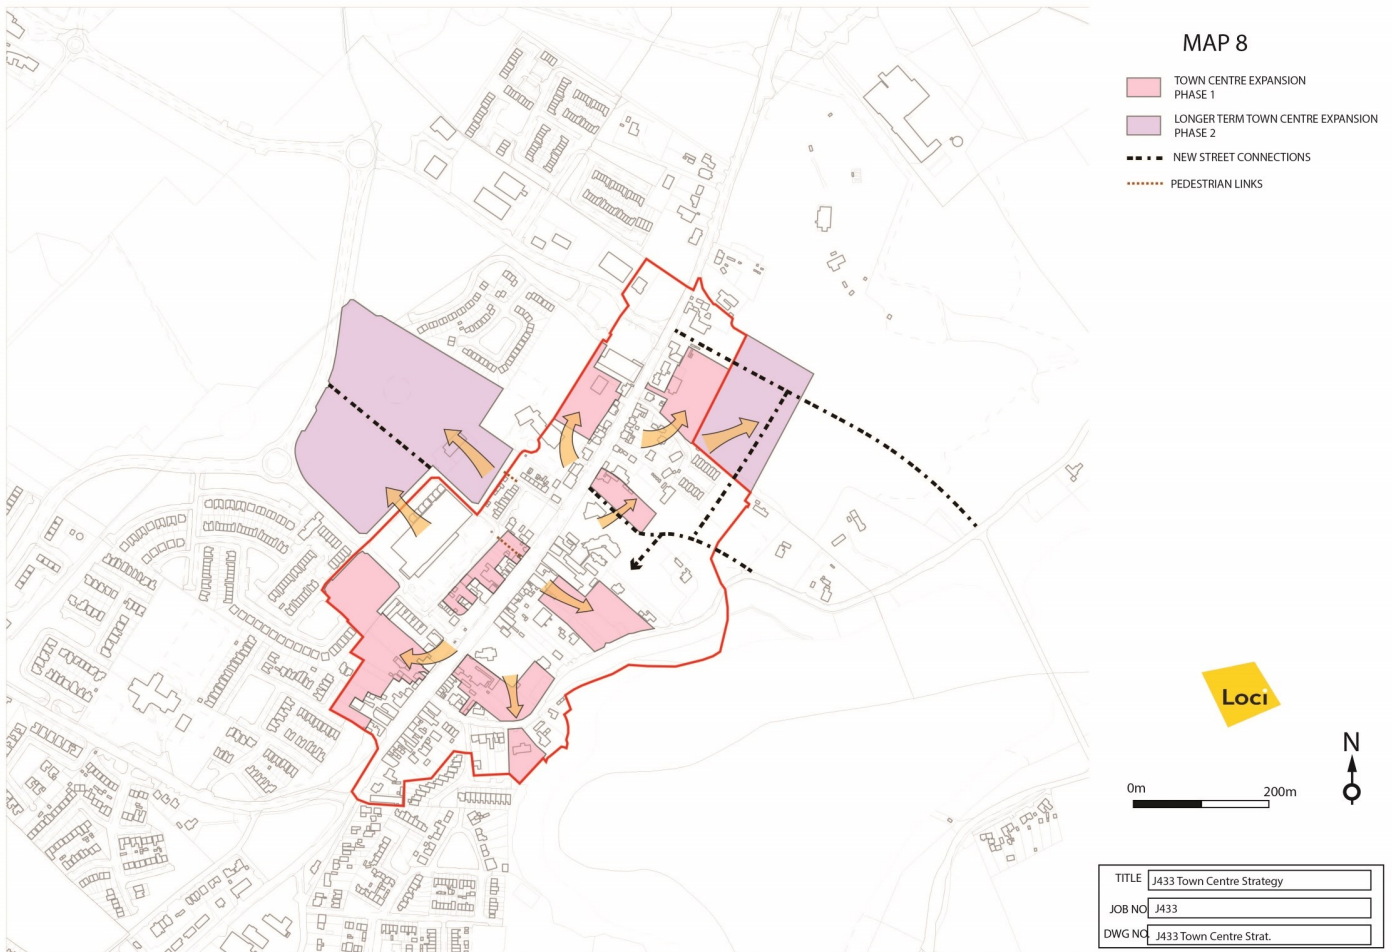 MAP 8
TOWN CENTRE EXPANSION
PHASE 1
LONGER TERM TOWN CENTRE EXPANSION
PHASE 2
NEW STREET CONNECTIONS
PEDESTRIAN LINKS
Loci
N
0m 200m
TITLE J433 Town Centre Strategy
JOB NO J433
DWG NO J433 Town Centre Strat.